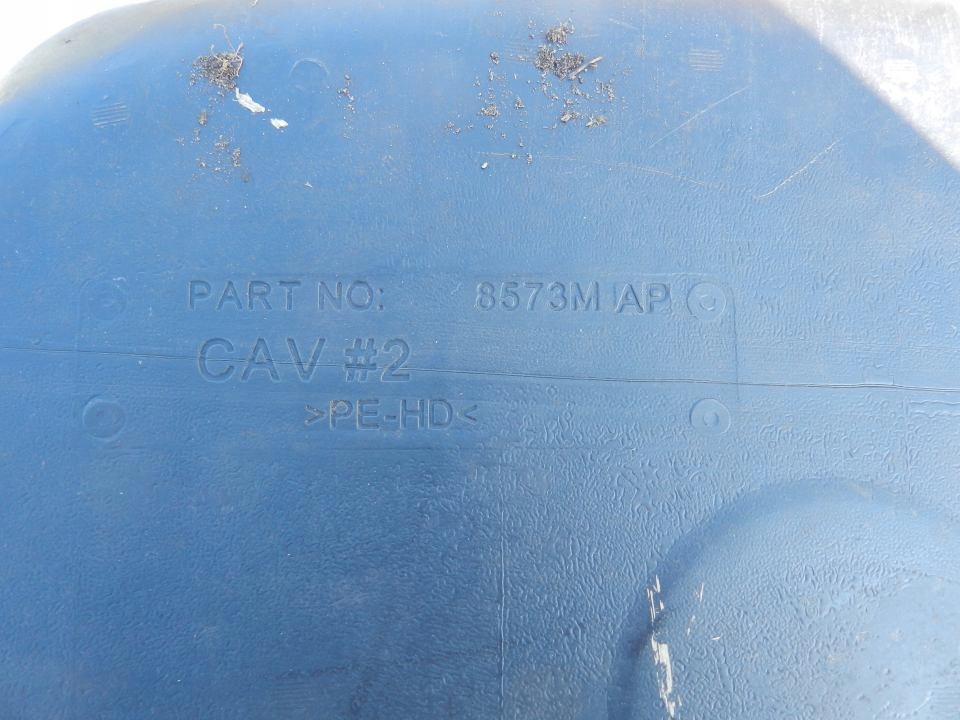 PART NO: 8573M AP
CAV #2
>PE-HD<